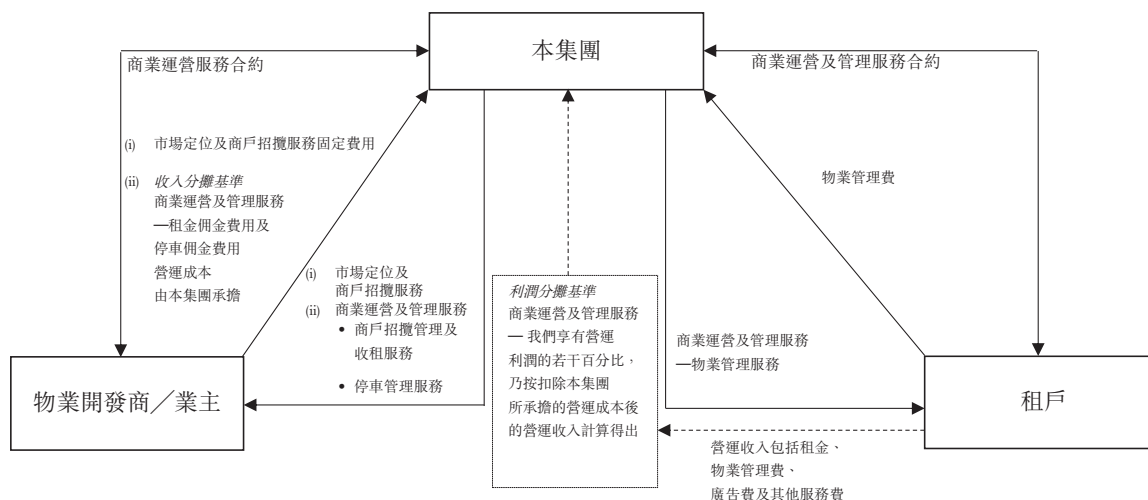 本集團
商業運營服務合約
商業運營及管理服務合約
(i) 市場定位及商戶招攬服務固定費用
(ii) 收入分攤基準
商業運營及管理服務
—租金佣金費用及
停車佣金費用
營運成本
由本集團承擔
物業管理費
(i) 市場定位及
商戶招攬服務
(ii) 商業運營及管理服務
• 商戶招攬管理及
收租服務
• 停車管理服務
利潤分攤基準
商業運營及管理服務
— 我們享有營運
利潤的若干百分比，
乃按扣除本集團
所承擔的營運成本後
的營運收入計算得出
商業運營及管理服務
—物業管理服務
物業開發商／業主
租戶
營運收入包括租金、
物業管理費、
廣告費及其他服務費